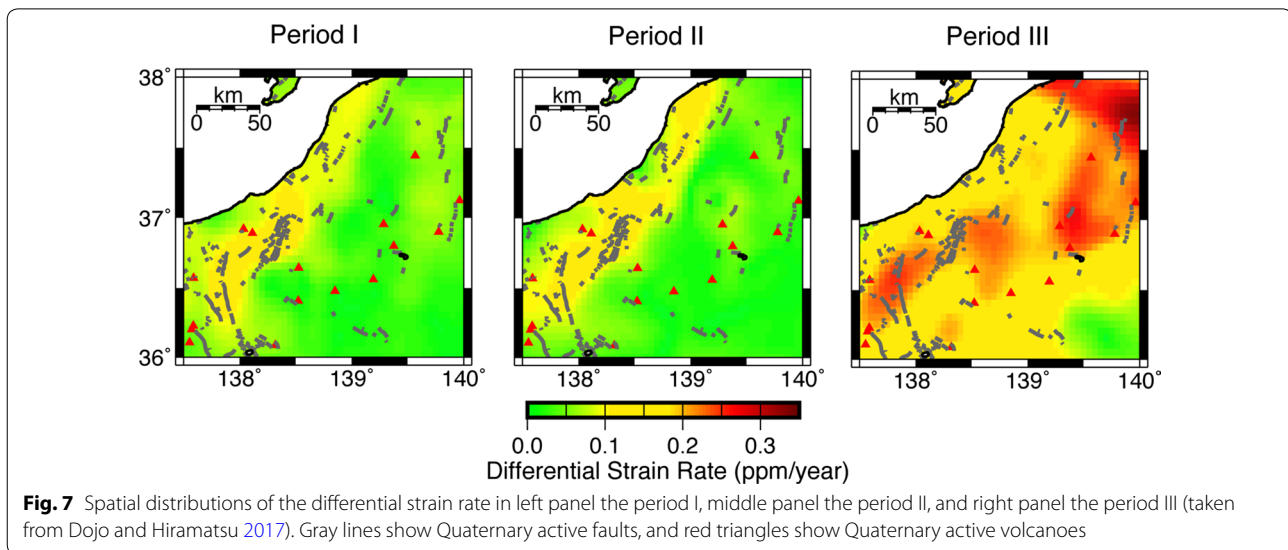 Period I
Period II
Period III
38°
37°
36°
km
0 50
km
0 50
km
0 50
138° 139° 140°
138° 139° 140°
138° 139° 140°
0.0 0.1 0.2 0.3
Differential Strain Rate (ppm/year)
Fig. 7 Spatial distributions of the differential strain rate in left panel the period I, middle panel the period II, and right panel the period III (taken
from Dojo and Hiramatsu 2017). Gray lines show Quaternary active faults, and red triangles show Quaternary active volcanoes